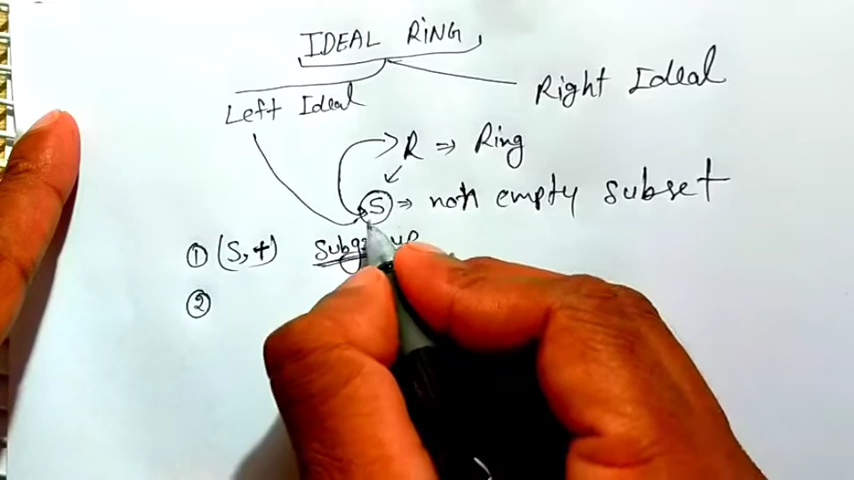 IDEAL RING
Left Ideal Right Ideal
R ⇒ Ring
S ⇒ non empty subset
① (S, +)
②